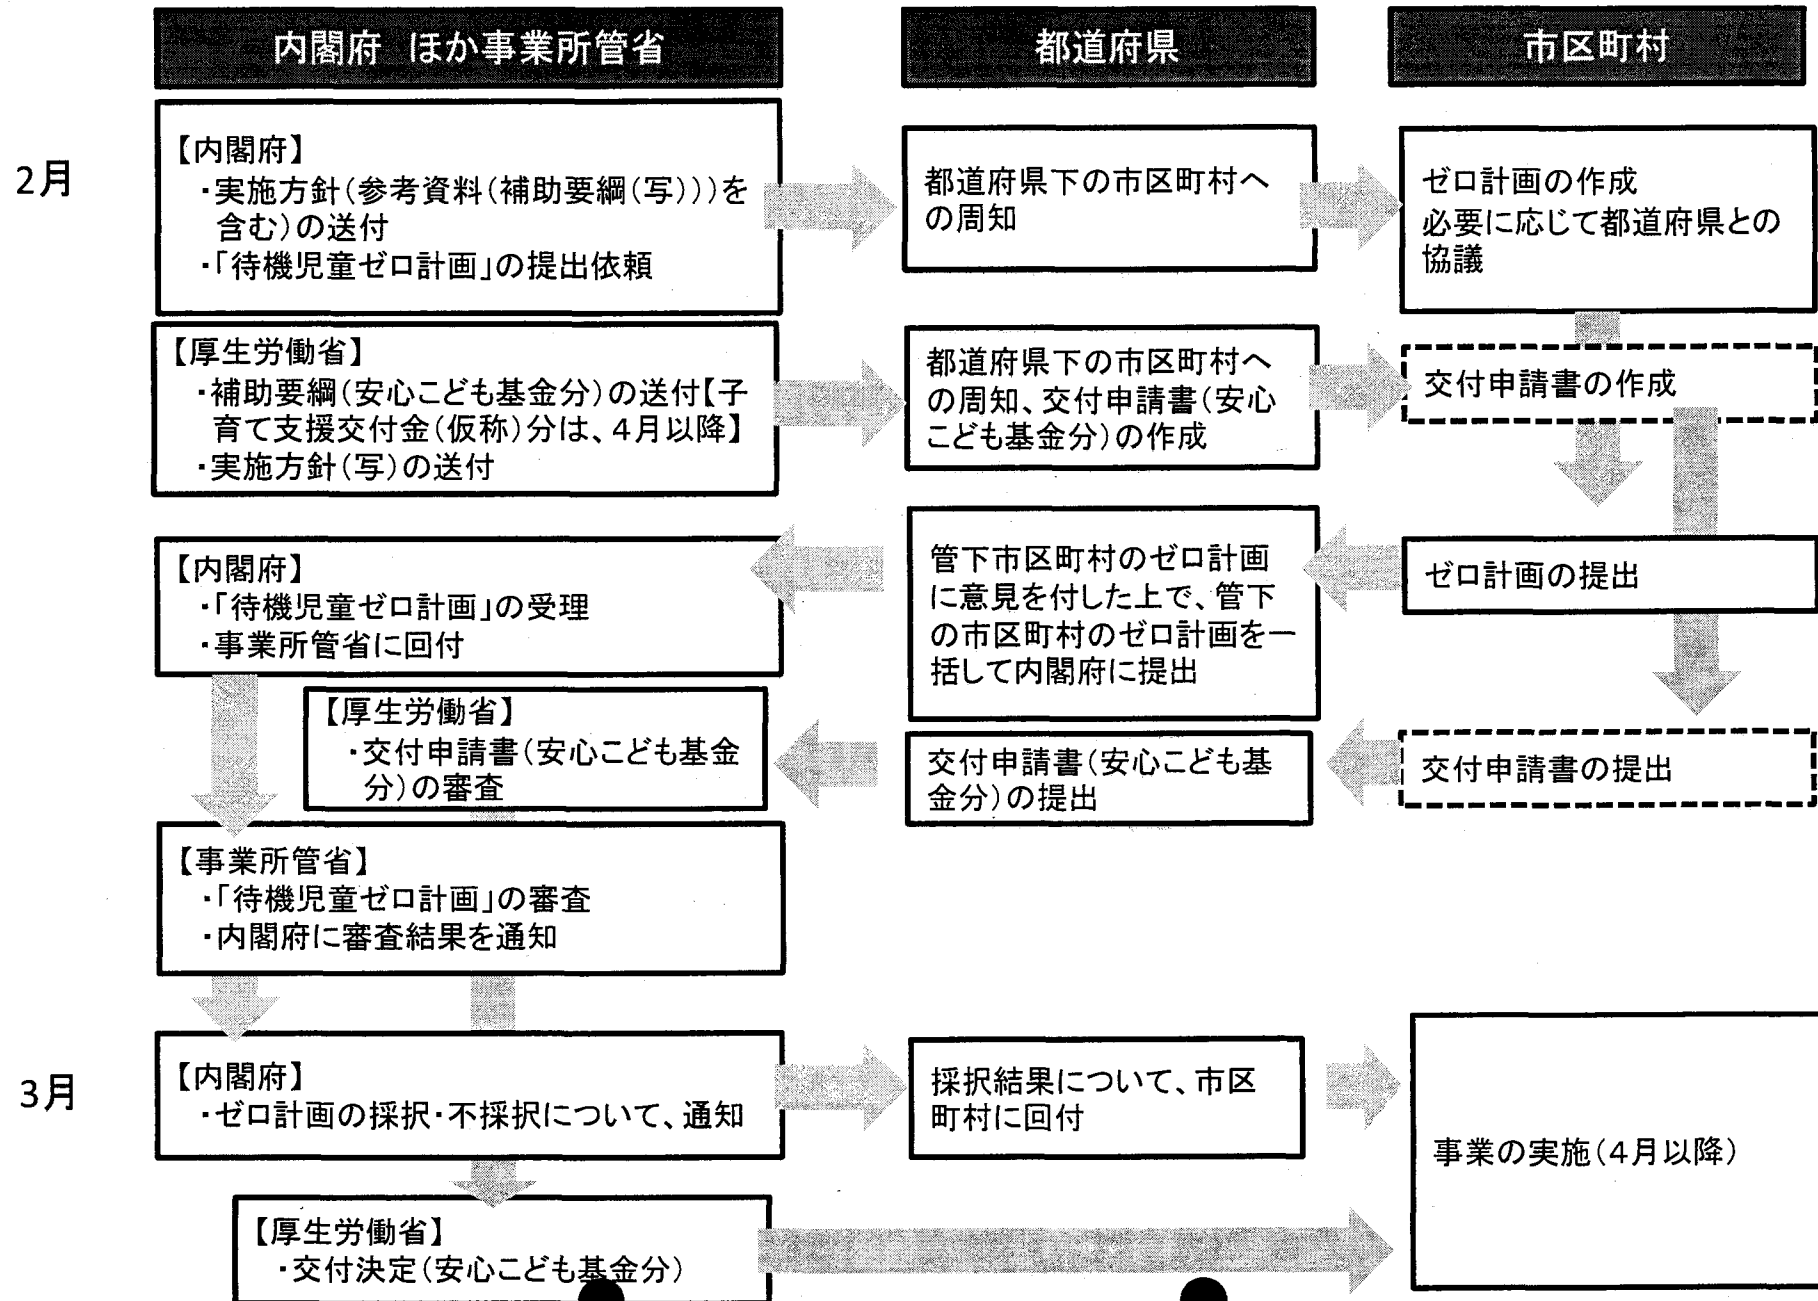 内閣府 ほか事業所管省
都道府県
市区町村
2月
【内閣府】
・実施方針(参考資料(補助要綱(写)))を
含む)の送付
・「待機児童ゼロ計画」の提出依頼
都道府県下の市区町村へ
の周知
ゼロ計画の作成
必要に応じて都道府県との
協議
【厚生労働省】
・補助要綱(安心こども基金分)の送付【子
育て支援交付金(仮称)分は、4月以降】
・実施方針(写)の送付
都道府県下の市区町村へ
の周知、交付申請書(安心
こども基金分)の作成
交付申請書の作成
【内閣府】
・「待機児童ゼロ計画」の受理
・事業所管省に回付
管下市区町村のゼロ計画
に意見を付した上で、管下
の市区町村のゼロ計画を一
括して内閣府に提出
ゼロ計画の提出
【厚生労働省】
・交付申請書(安心こども基金
分)の審査
交付申請書(安心こども基
金分)の提出
交付申請書の提出
【事業所管省】
・「待機児童ゼロ計画」の審査
・内閣府に審査結果を通知
3月
【内閣府】
・ゼロ計画の採択・不採択について、通知
採択結果について、市区
町村に回付
事業の実施(4月以降)
【厚生労働省】
・交付決定(安心こども基金分)